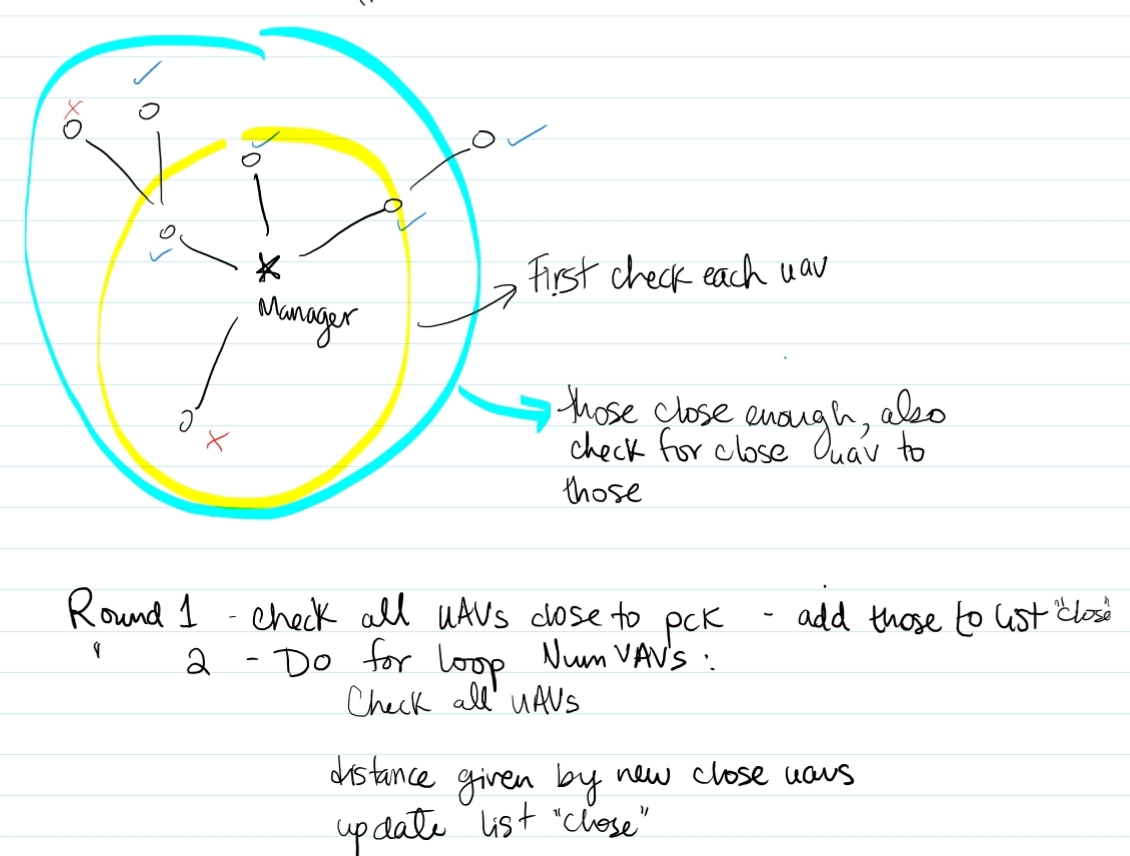 Manager
First check each uav
those close enough, also
check for close uav to
those
Round 1 - Check all UAVs close to pck - add those to list "close"
" 2 - Do for loop Num VAVs :
Check all UAVs
distance given by new close uavs
update list "chose"